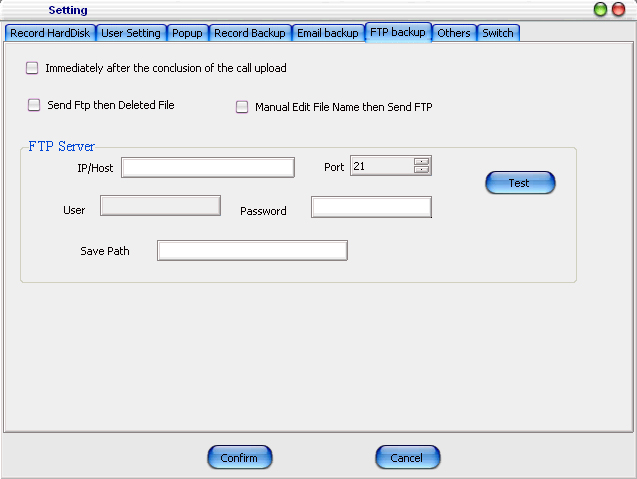 Setting
Record HardDisk User Setting Popup Record Backup Email backup FTP backup Others Switch
Immediately after the conclusion of the call upload
Send Ftp then Deleted File Manual Edit File Name then Send FTP
FTP Server
IP/Host Port 21
Test
User Password
Save Path
Confirm Cancel